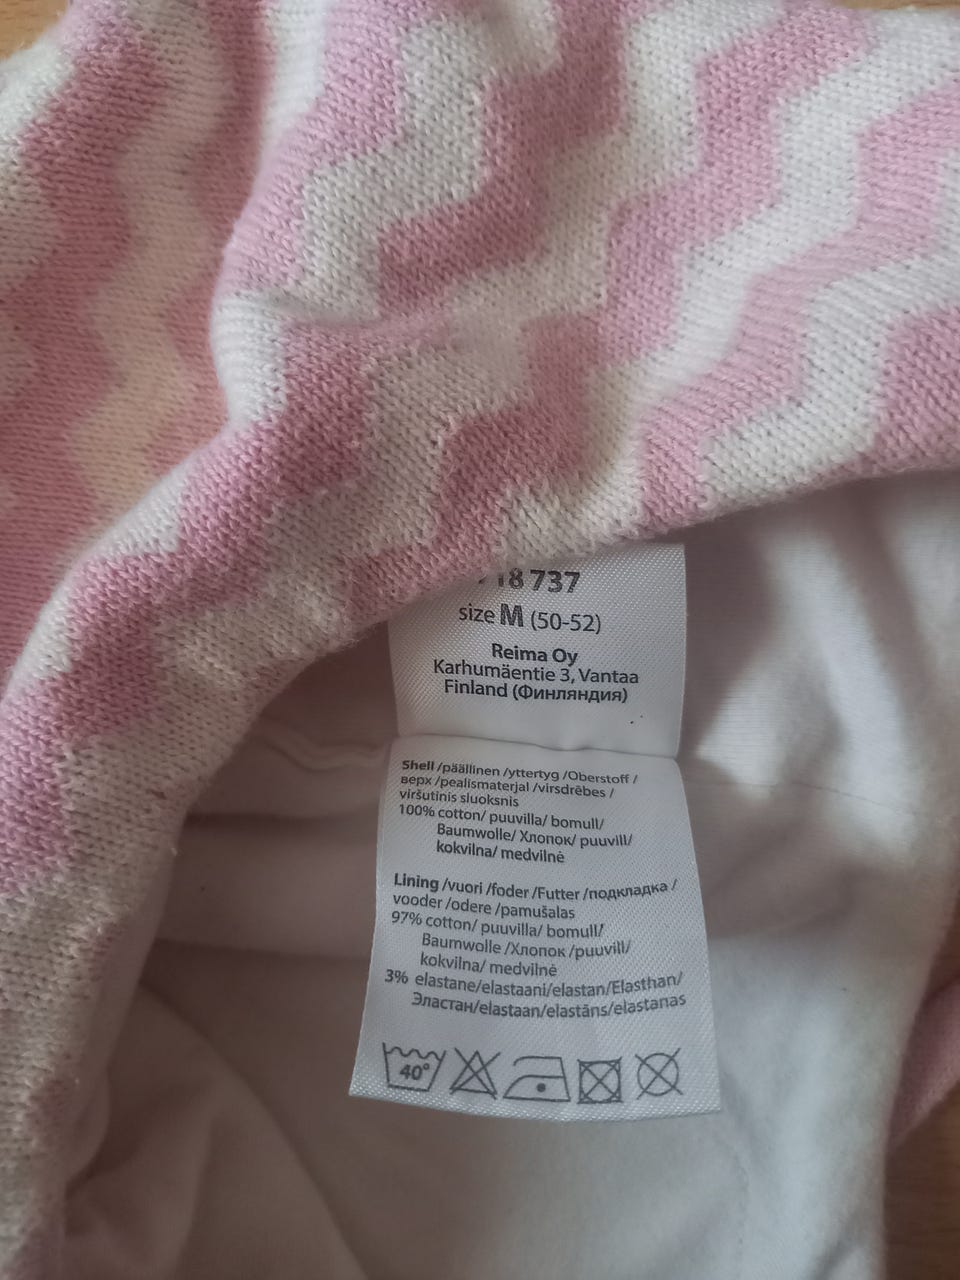 18 737
size M (50-52)
Reima Oy
Karhumäentie 3, Vantaa
Finland (Финляндия)
Shell /päällinen /yttertyg /Oberstoff /
верх /pealismaterjal /virsdrēbes /
viršutinis sluoksnis
100% cotton/ puuvilla/ bomull/
Baumwolle/ Хлопок/ puuvill/
kokvilna/ medvilnė
Lining /vuori /foder /Futter /подкладка /
vooder /odere /pamušalas
97% cotton/ puuvilla/ bomull/
Baumwolle /Хлопок /puuvill/
kokvilna/ medvilnė
3% elastane/elastaani/elastan/Elasthan/
Эластан/elastaan/elastāns/elastanas
40°